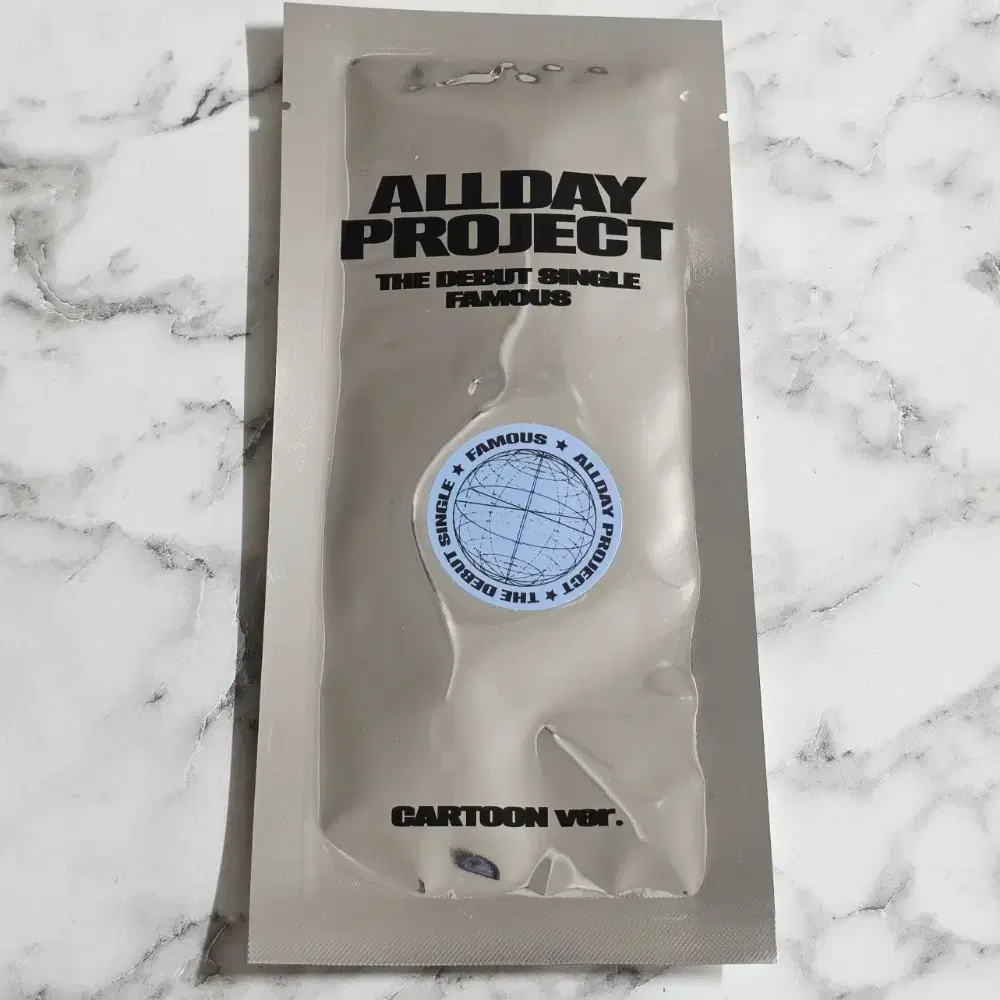 ALLDAY
PROJECT
THE DEBUT SINGLE
FAMOUS
FAMOUS ★ ALLDAY PROJECT ★ THE DEBUT SINGLE ★
CARTOON ver.